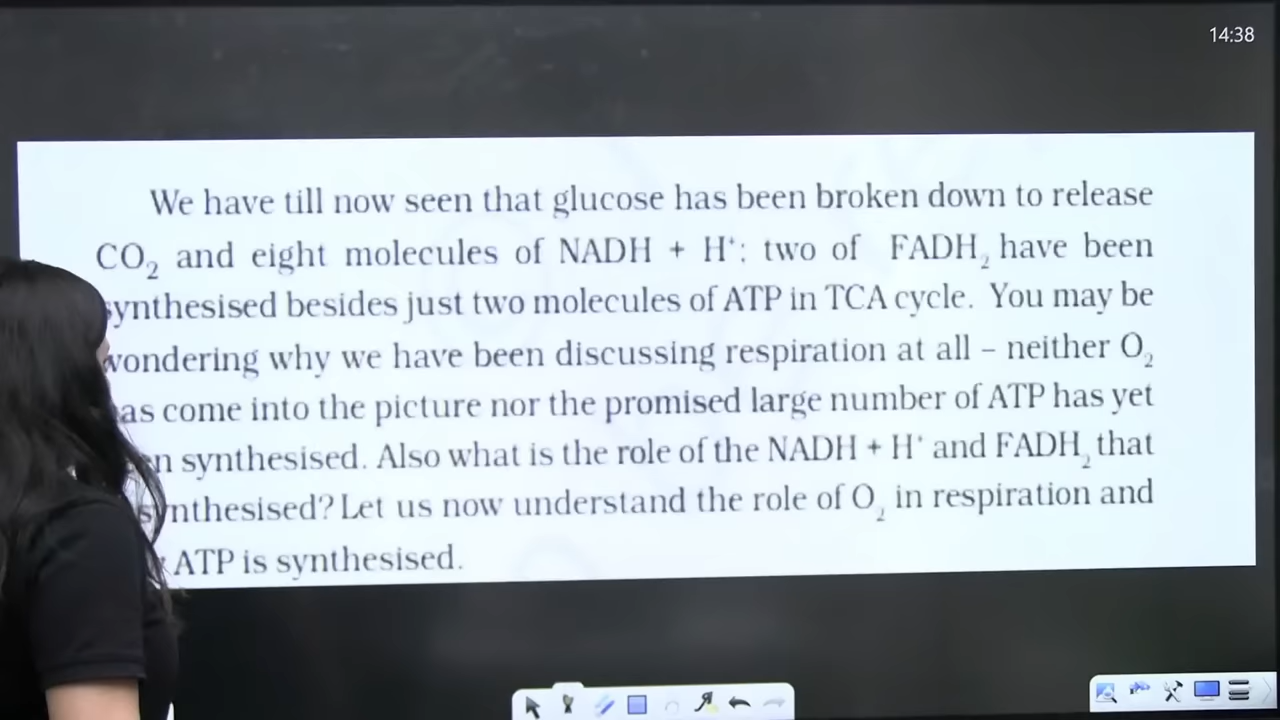 14:38
We have till now seen that glucose has been broken down to release
CO₂ and eight molecules of NADH + H⁺; two of FADH₂ have been
synthesised besides just two molecules of ATP in TCA cycle. You may be
wondering why we have been discussing respiration at all – neither O₂
as come into the picture nor the promised large number of ATP has yet
n synthesised. Also what is the role of the NADH + H⁺ and FADH₂ that
synthesised? Let us now understand the role of O₂ in respiration and
ATP is synthesised.